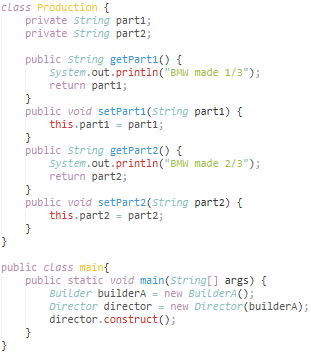 class Production {
private String part1;
private String part2;
public String getPart1() {
System.out.println("BMW made 1/3");
return part1;
}
public void setPart1(String part1) {
this.part1 = part1;
}
public String getPart2() {
System.out.println("BMW made 2/3");
return part2;
}
public void setPart2(String part2) {
this.part2 = part2;
}
}
public class main{
public static void main(String[] args) {
Builder builderA = new BuilderA();
Director director = new Director(builderA);
director.construct();
}
}